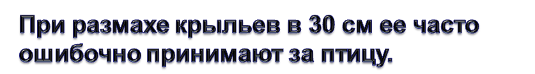 При размахе крыльев в 30 см ее часто
ошибочно принимают за птицу.